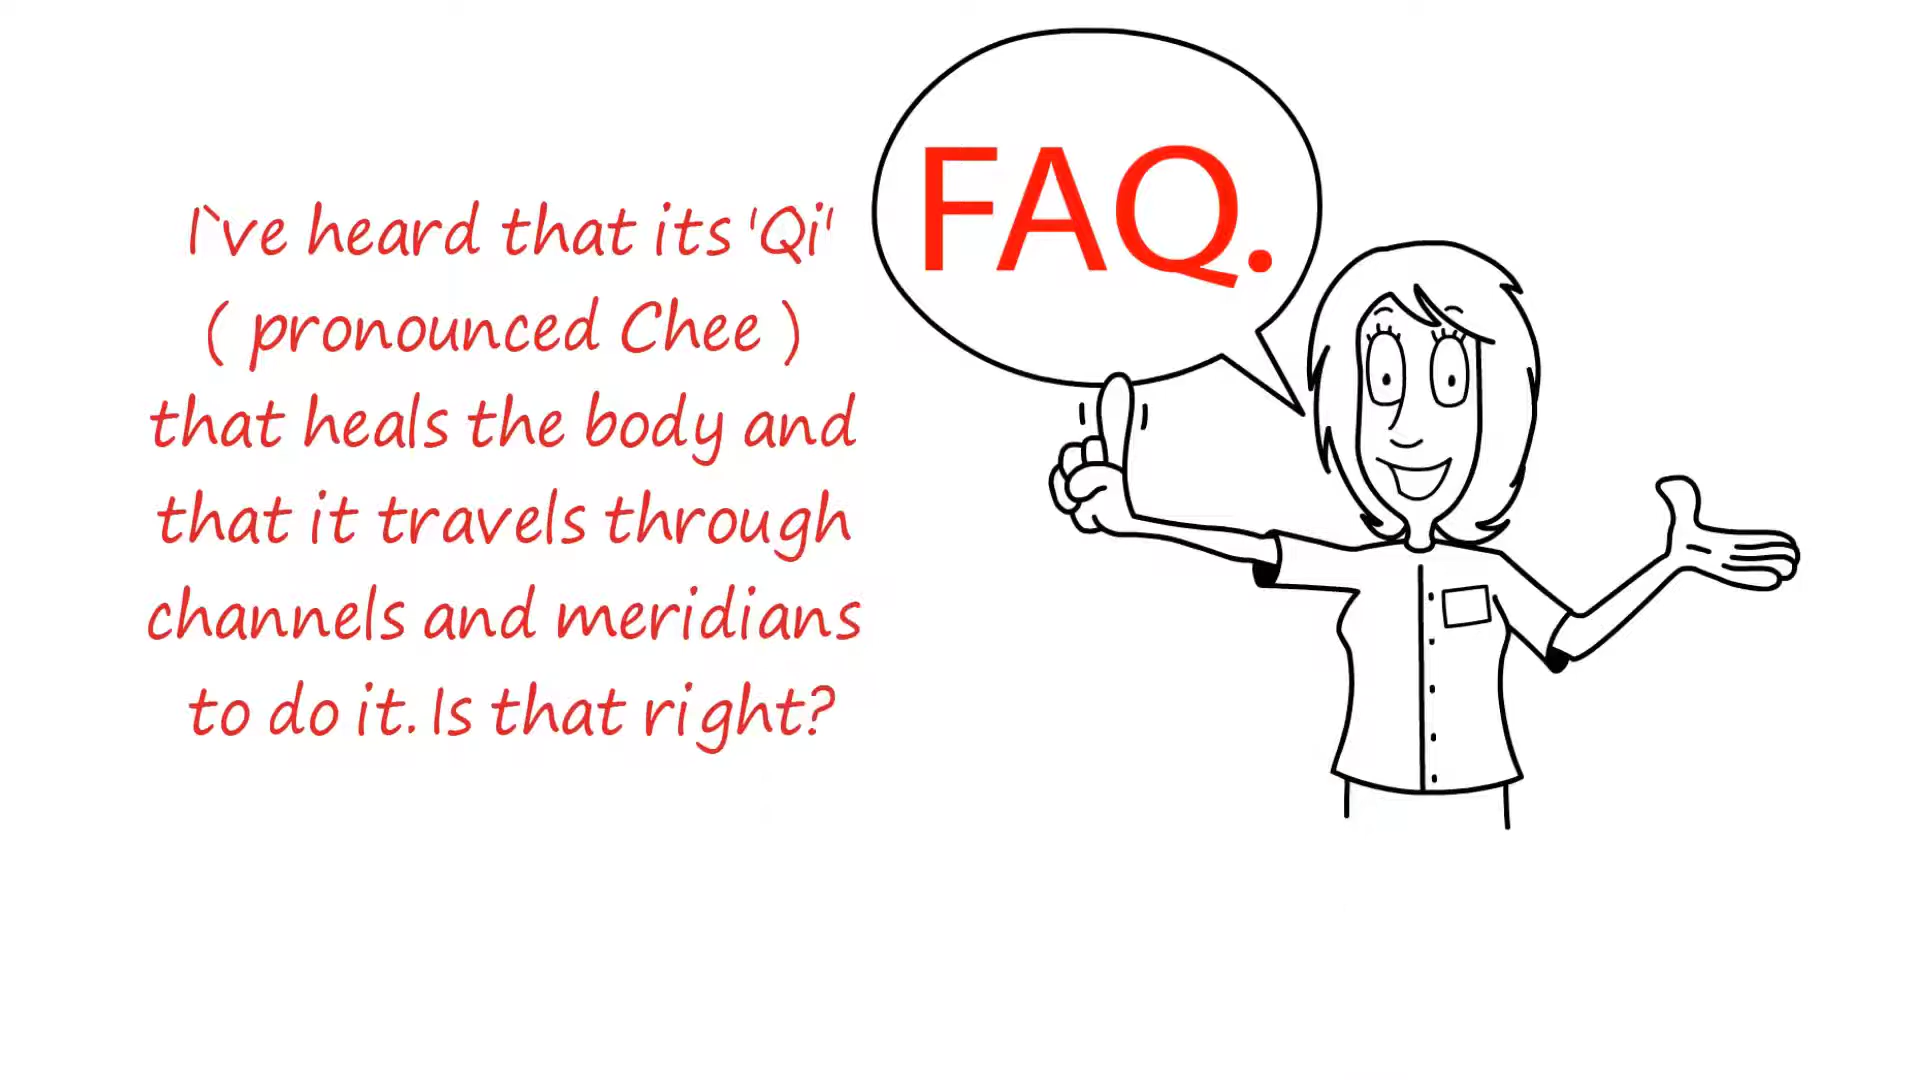 FAQ.
I`ve heard that its 'Qi'
( pronounced Chee )
that heals the body and
that it travels through
channels and meridians
to do it. Is that right?